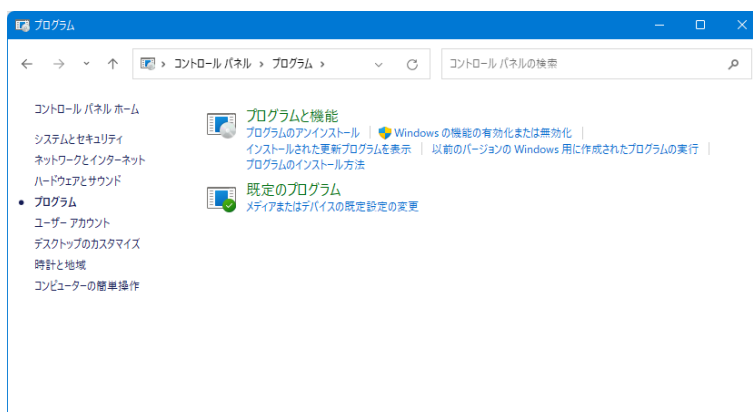 プログラム
コントロール パネル › プログラム ›
コントロール パネルの検索
コントロール パネル ホーム
システムとセキュリティ
ネットワークとインターネット
ハードウェアとサウンド
プログラム
ユーザー アカウント
デスクトップのカスタマイズ
時計と地域
コンピューターの簡単操作
プログラムと機能
プログラムのアンインストール | Windows の機能の有効化または無効化 |
インストールされた更新プログラムを表示 | 以前のバージョンの Windows 用に作成されたプログラムの実行 |
プログラムのインストール方法
既定のプログラム
メディアまたはデバイスの既定設定の変更